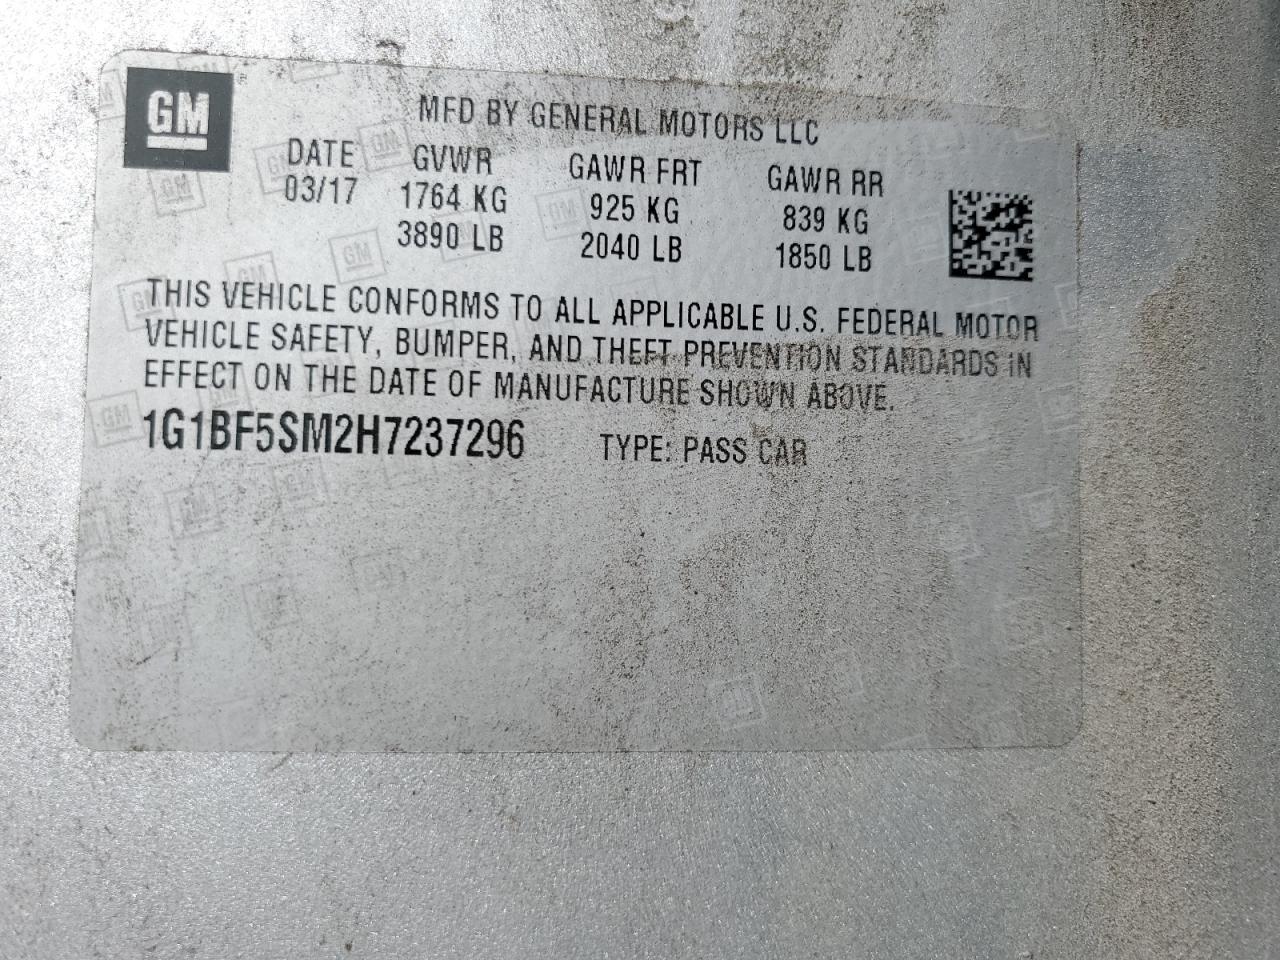 GM
MFD BY GENERAL MOTORS LLC
DATE GVWR GAWR FRT GAWR RR
03/17 1764 KG 925 KG 839 KG
3890 LB 2040 LB 1850 LB
THIS VEHICLE CONFORMS TO ALL APPLICABLE U.S. FEDERAL MOTOR
VEHICLE SAFETY, BUMPER, AND THEFT PREVENTION STANDARDS IN
EFFECT ON THE DATE OF MANUFACTURE SHOWN ABOVE.
1G1BF5SM2H7237296 TYPE: PASS CAR